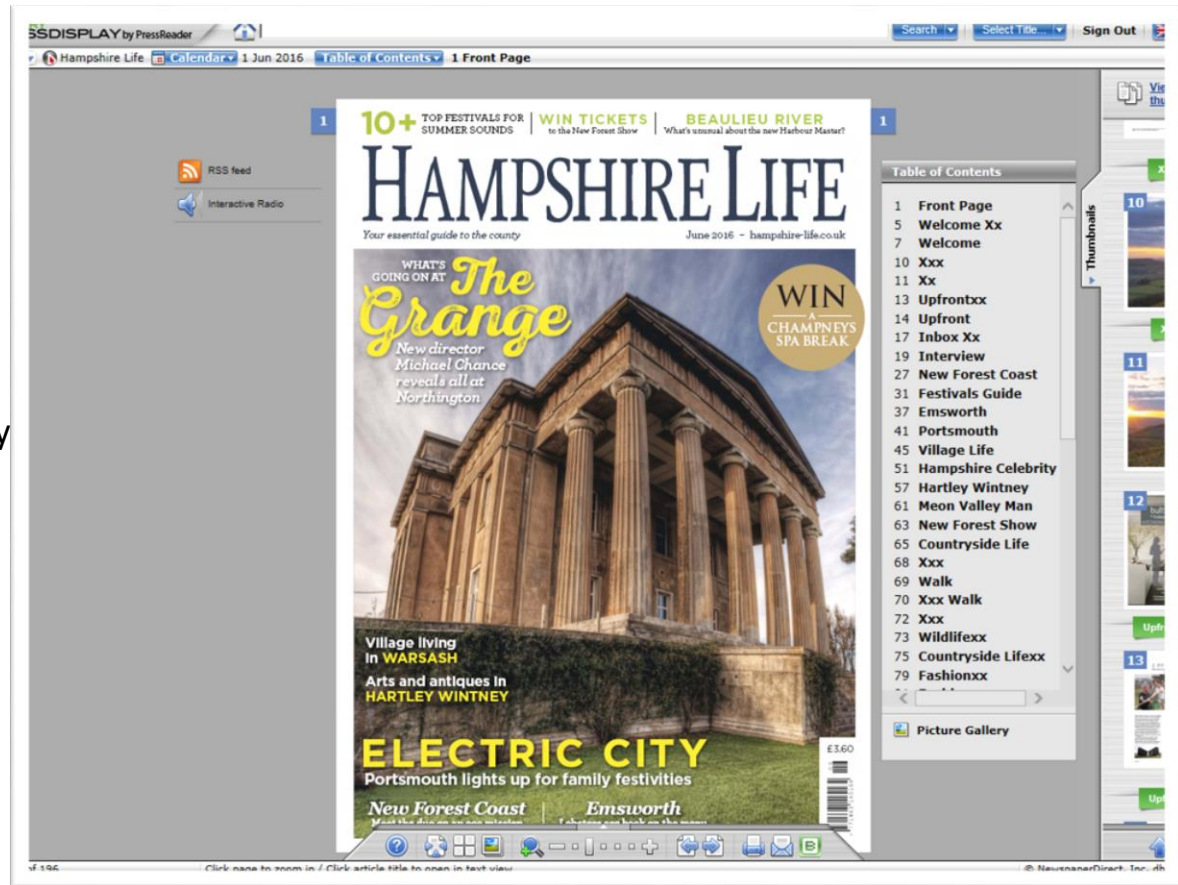 SSDISPLAY by PressReader
Search
Select Title...
Sign Out
Hampshire Life Calendar 1 Jun 2016 Table of Contents 1 Front Page
y
RSS feed
Interactive Radio
1
1
10+ TOP FESTIVALS FOR SUMMER SOUNDS
WIN TICKETS
to the New Forest Show
BEAULIEU RIVER
What's unusual about the new Harbour Master?
HAMPSHIRE LIFE
Your essential guide to the county
June 2016 - hampshire-life.co.uk
WHAT'S
GOING ON AT The
Grange
New director
Michael Chance
reveals all at
Northington
WIN
A
CHAMPNEYS
SPA BREAK
Village living
in WARSASH
Arts and antiques in
HARTLEY WINTNEY
ELECTRIC CITY
Portsmouth lights up for family festivities
New Forest Coast
Emsworth
£3.60
Table of Contents
1 Front Page
5 Welcome Xx
7 Welcome
10 Xxx
11 Xx
13 Upfrontxx
14 Upfront
17 Inbox Xx
19 Interview
27 New Forest Coast
31 Festivals Guide
37 Emsworth
41 Portsmouth
45 Village Life
51 Hampshire Celebrity
57 Hartley Wintney
61 Meon Valley Man
63 New Forest Show
65 Countryside Life
68 Xxx
69 Walk
70 Xxx Walk
72 Xxx
73 Wildlifexx
75 Countryside Lifexx
79 Fashionxx
Picture Gallery
Thumbnails
Vie
thu
X
10
X
11
12
Upfr
13
Upf
of 196
Click page to zoom in / Click article title to open in text view
© NewspaperDirect, Inc. dh